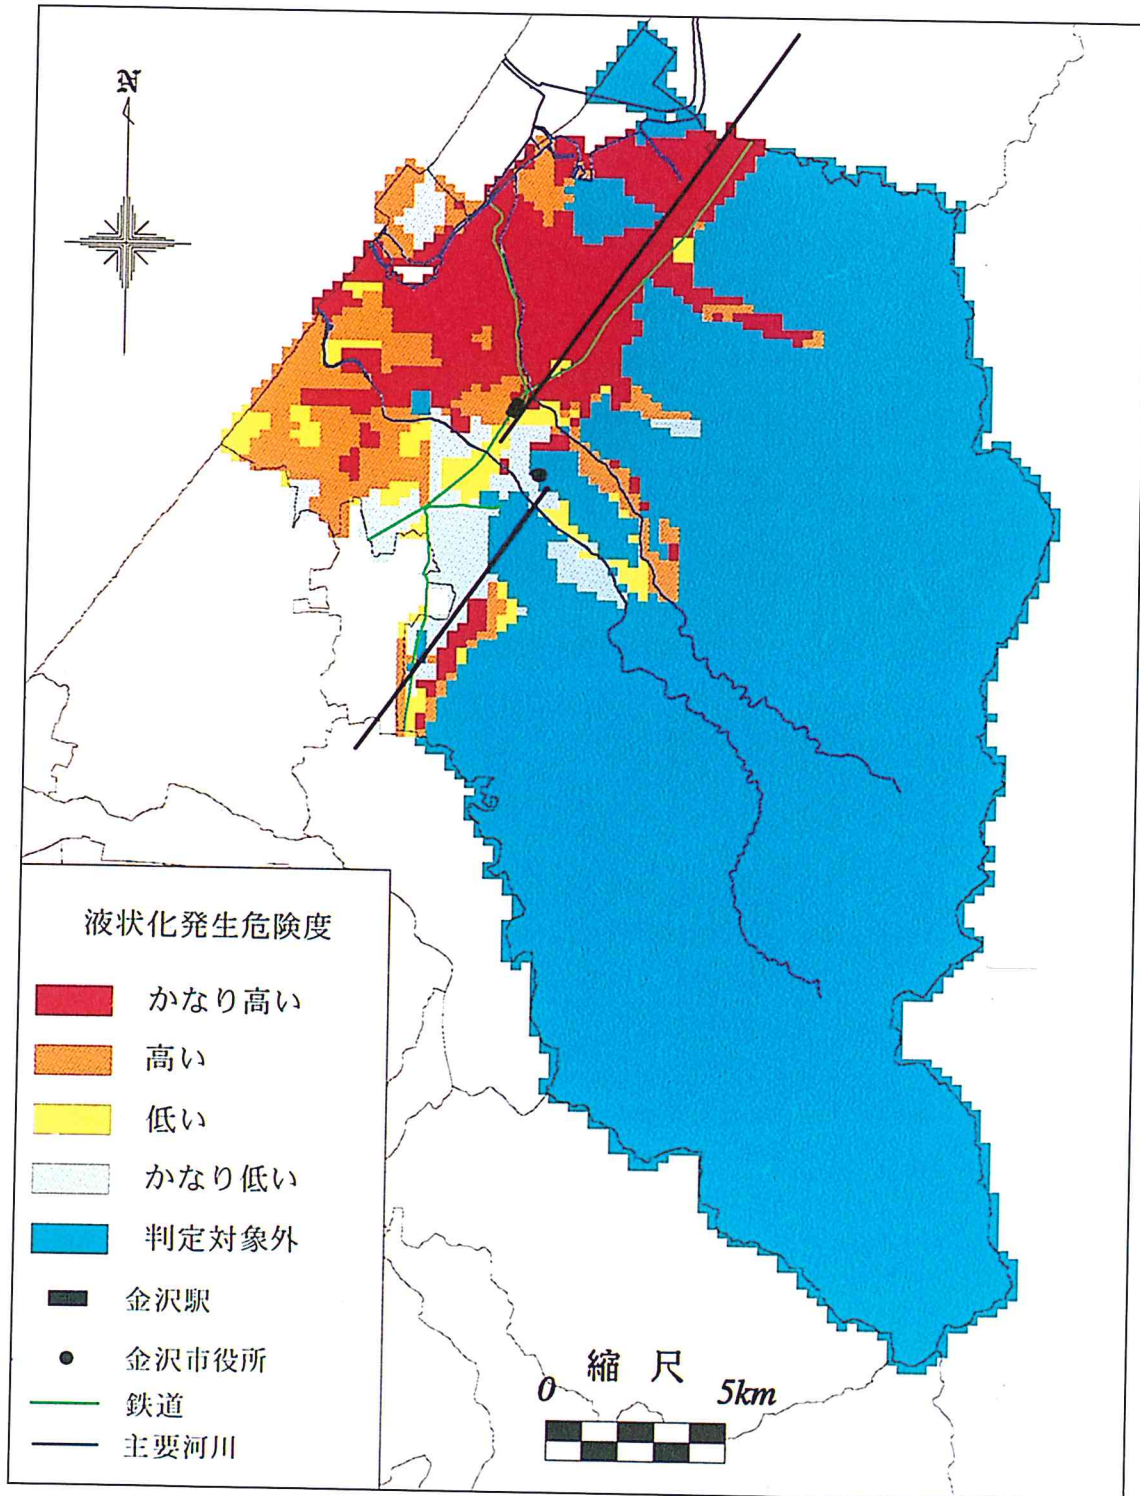 N
液状化発生危険度
かなり高い
高い
低い
かなり低い
判定対象外
金沢駅
金沢市役所
鉄道
主要河川
縮 尺
0 5km